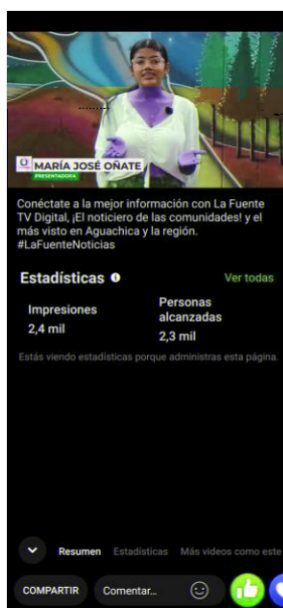 MARÍA JOSÉ OÑATE
PRESENTADORA
Conéctate a la mejor información con La Fuente
TV Digital, ¡El noticiero de las comunidades! y el
más visto en Aguachica y la región.
#LaFuenteNoticias
Estadísticas
Ver todas
Impresiones
2,4 mil
Personas
alcanzadas
2,3 mil
Estás viendo estadísticas porque administras esta página.
Resumen Estadísticas Más videos como este
COMPARTIR Comentar...